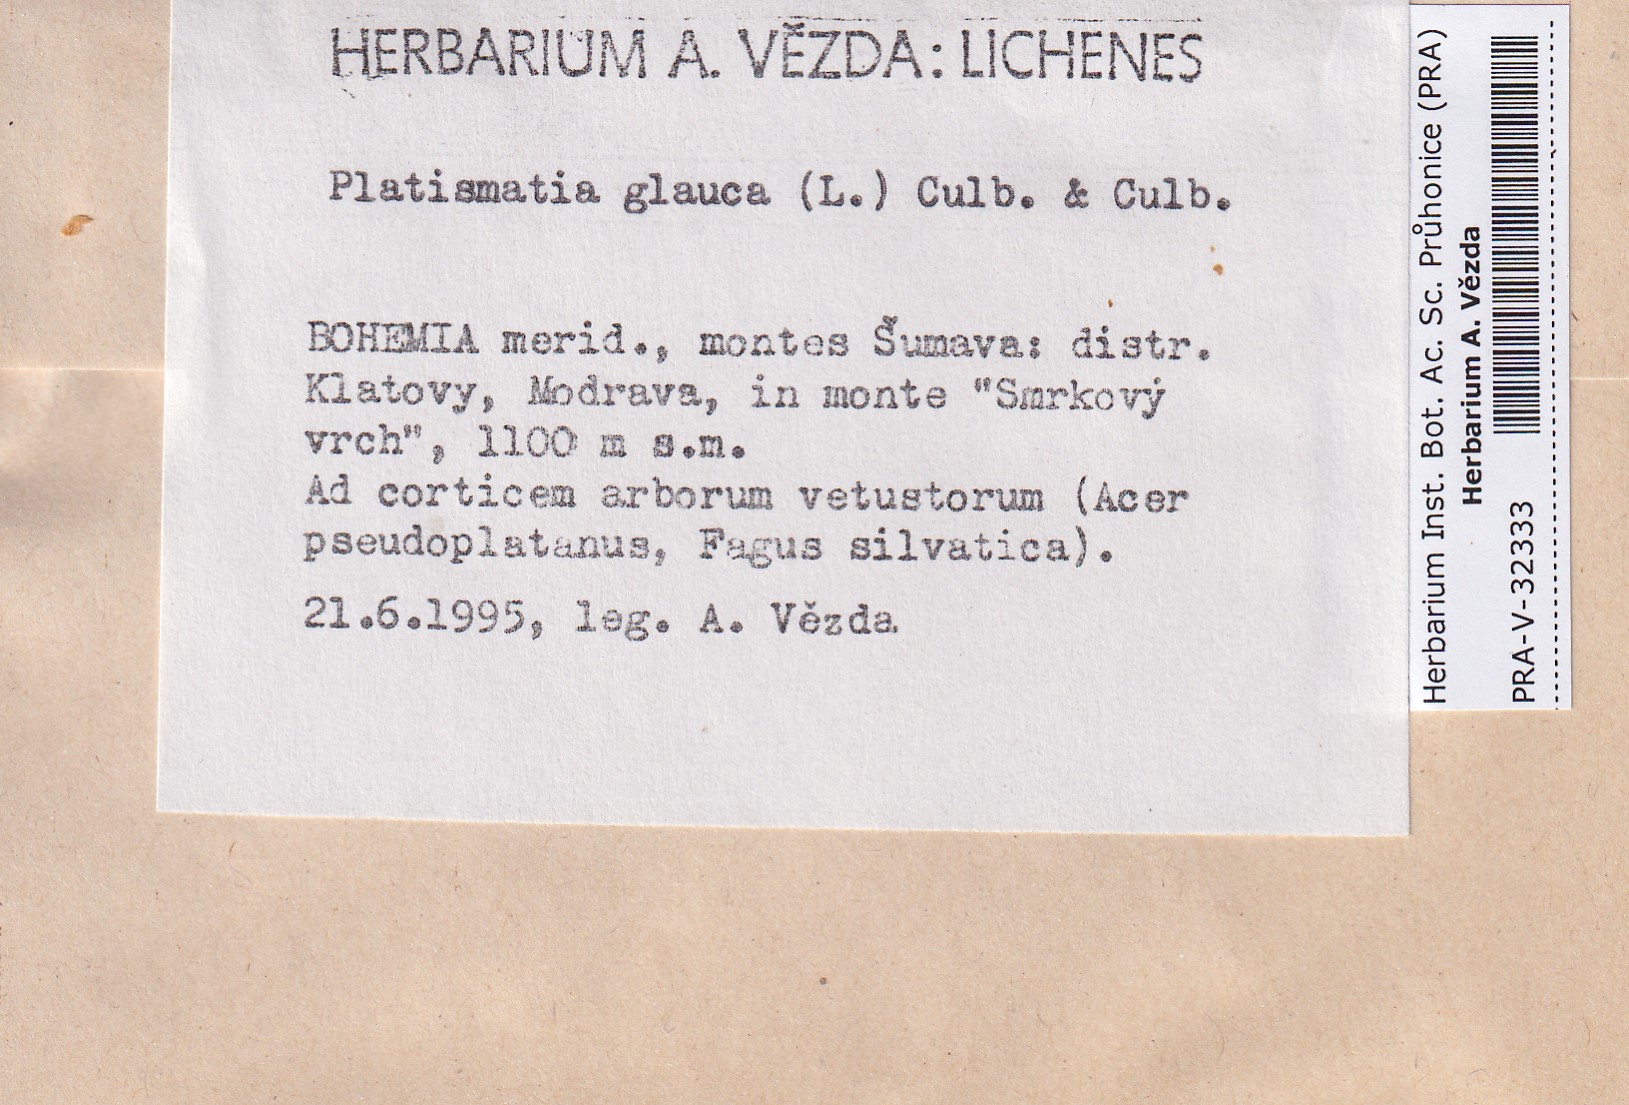 HERBARIUM A. VĚZDA: LICHENES
Platismatia glauca (L.) Culb. & Culb.
BOHEMIA merid., montes Šumava: distr.
Klatovy, Modrava, in monte "Smrkový
vrch", 1100 m s.m.
Ad corticem arborum vetustorum (Acer
pseudoplatanus, Fagus silvatica).
21.6.1995, leg. A. Vězda
Herbarium Inst. Bot. Ac. Sc. Průhonice (PRA)
Herbarium A. Vězda
PRA-V-32333